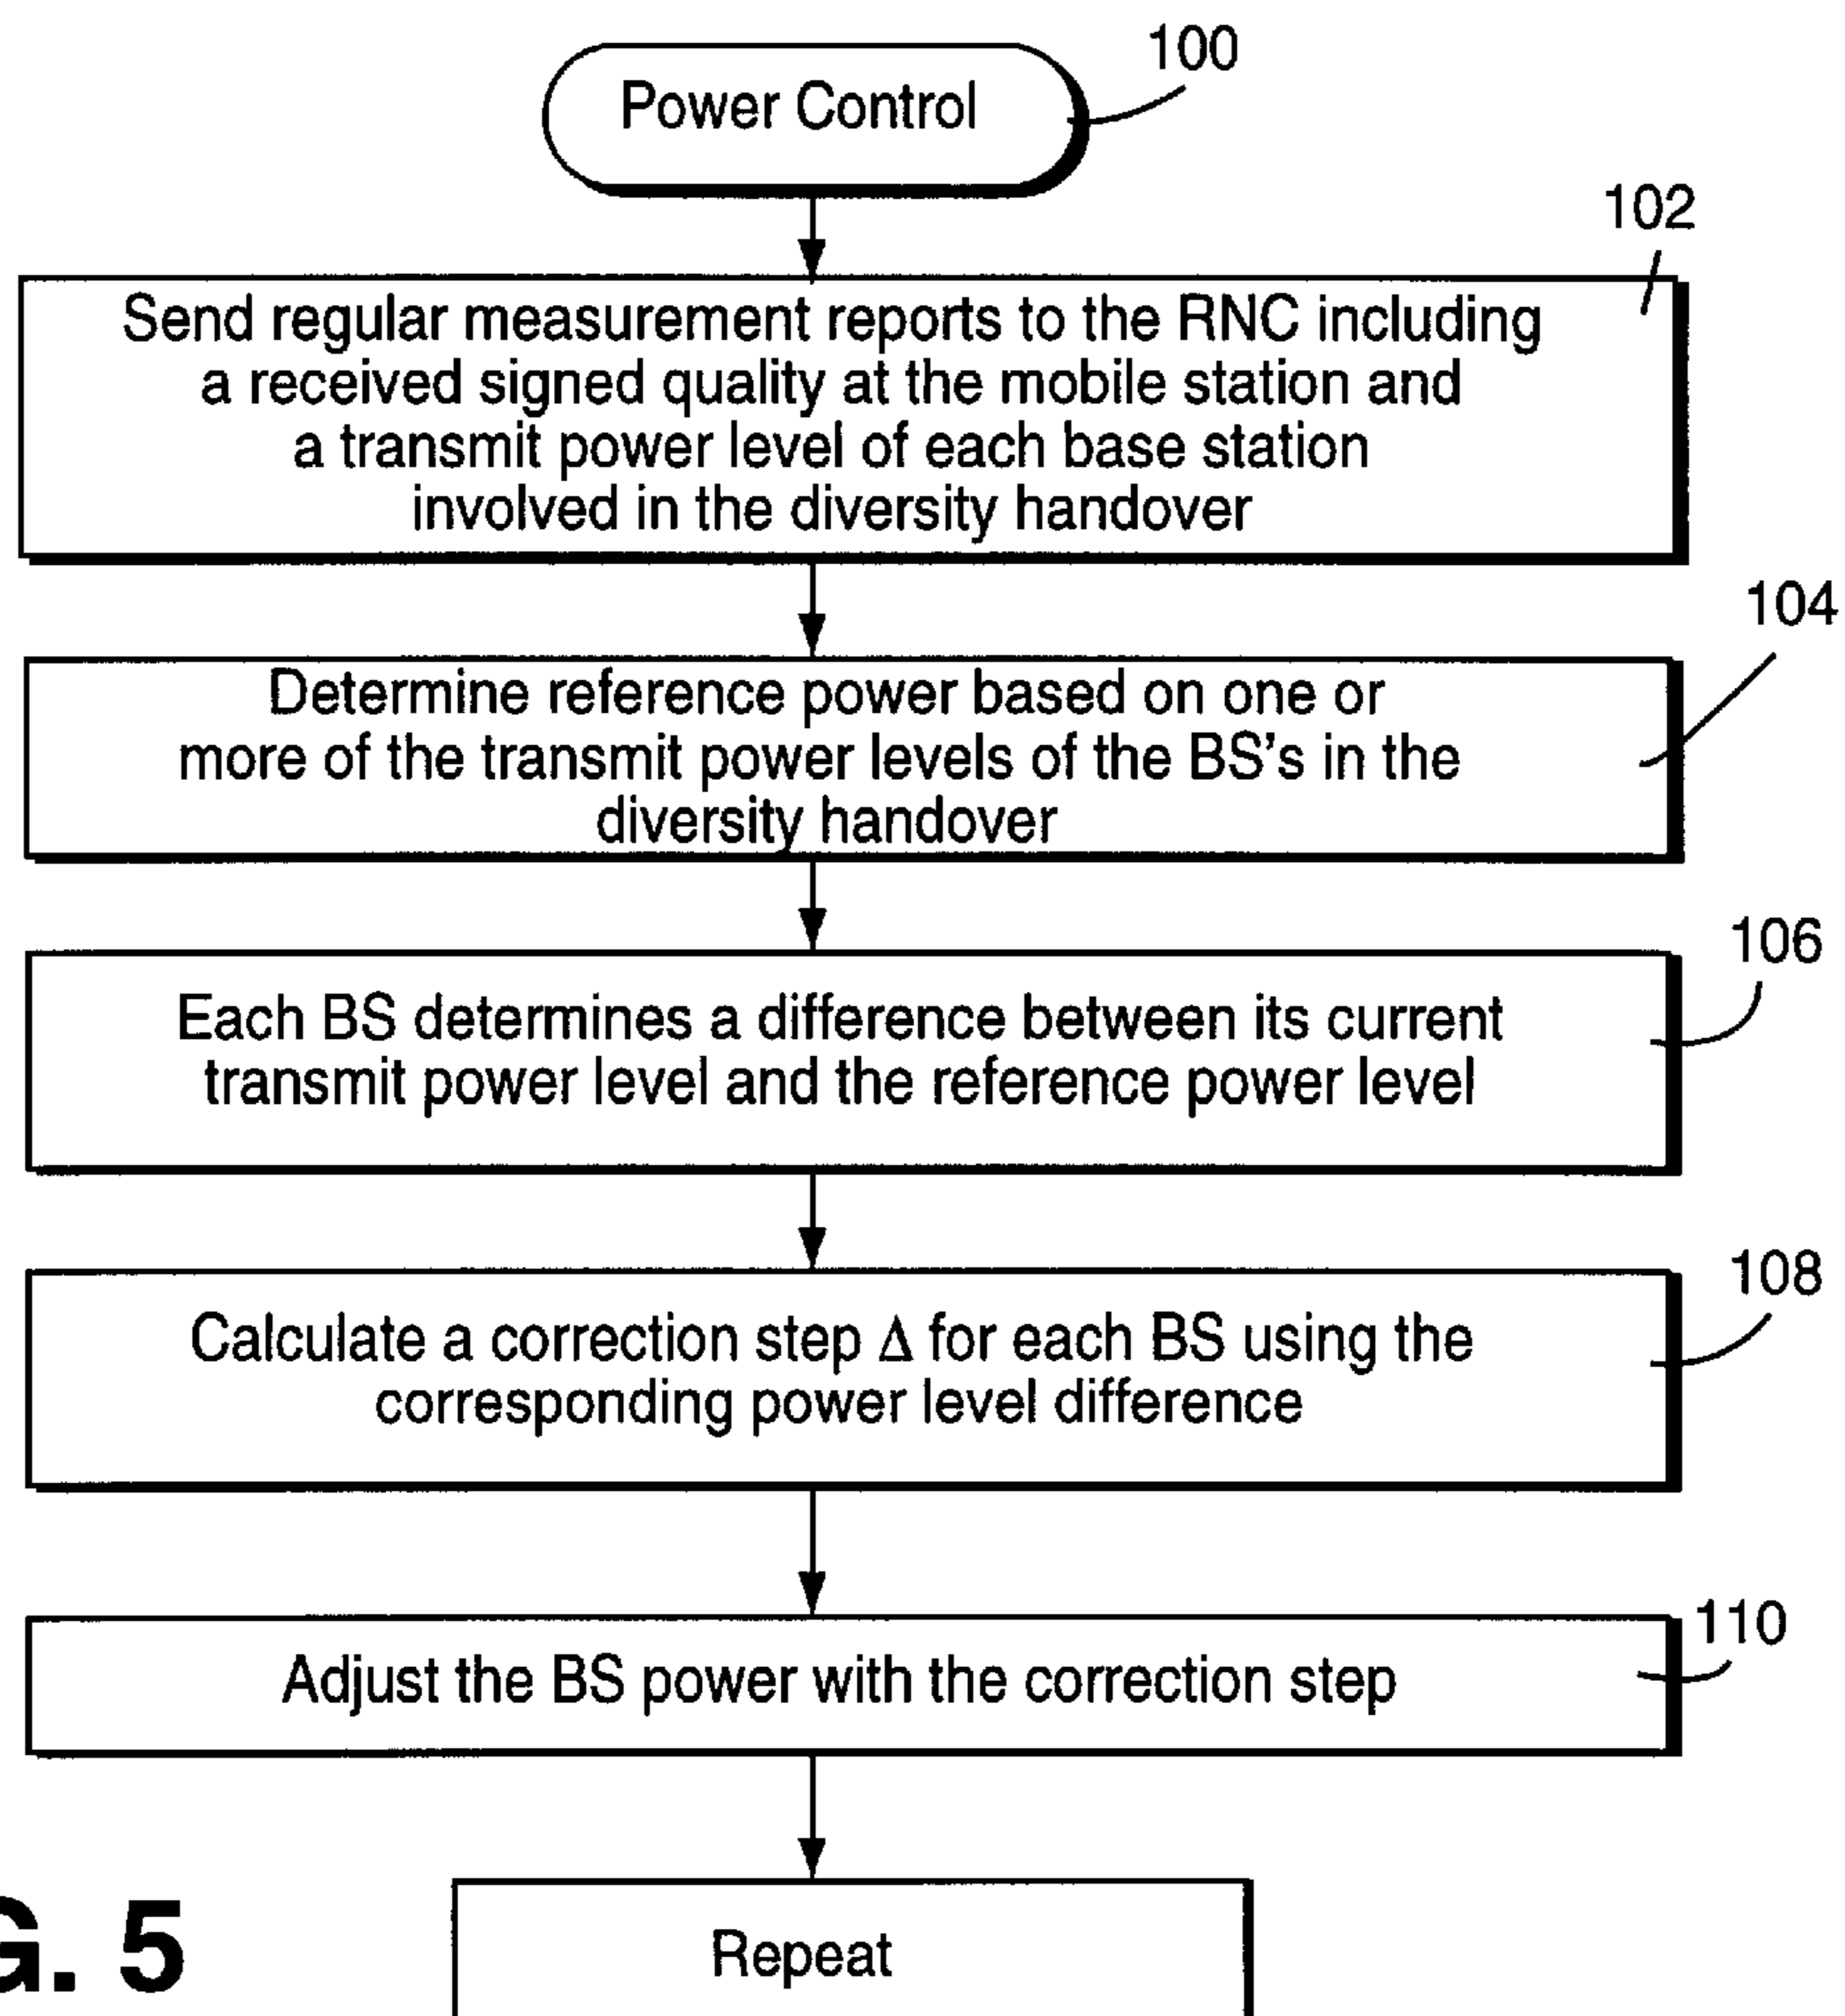 Power Control
100
102
Send regular measurement reports to the RNC including
a received signed quality at the mobile station and
a transmit power level of each base station
involved in the diversity handover
104
Determine reference power based on one or
more of the transmit power levels of the BS's in the
diversity handover
106
Each BS determines a difference between its current
transmit power level and the reference power level
108
Calculate a correction step Δ for each BS using the
corresponding power level difference
110
Adjust the BS power with the correction step
G. 5
Repeat